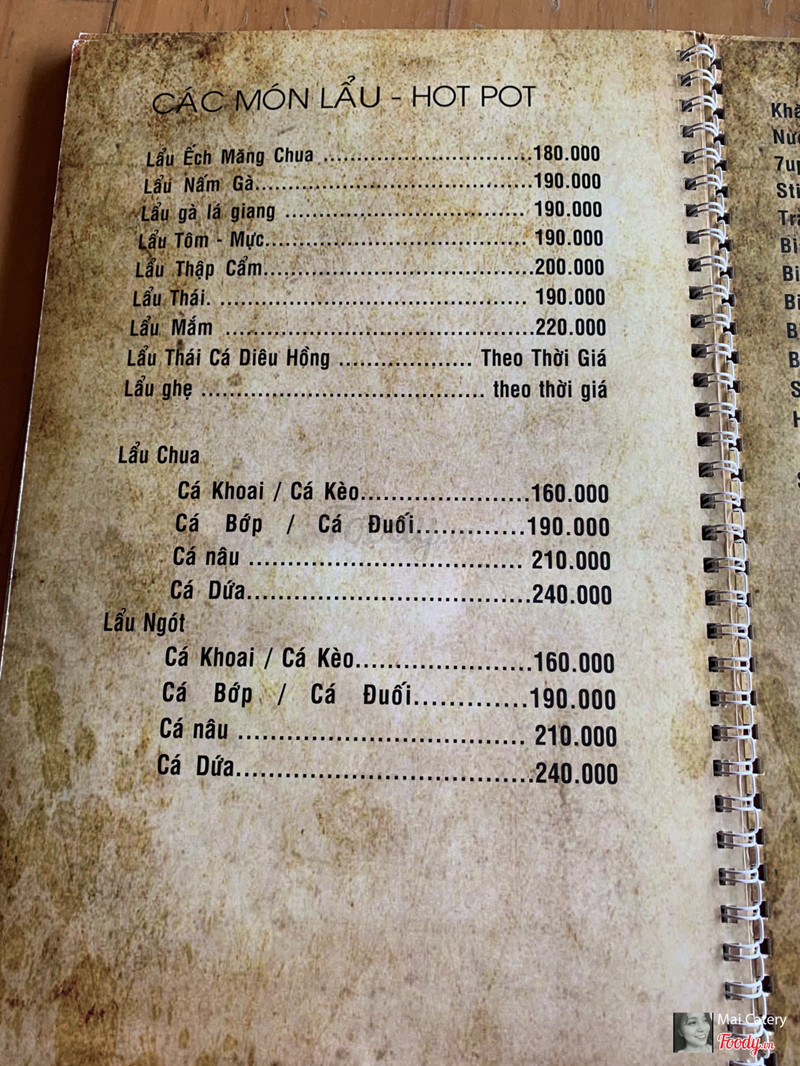 CÁC MÓN LẨU - HOT POT
Lẩu Ếch Măng Chua ..............................180.000
Lẩu Nấm Gà........................................190.000
Lẩu gà lá giang .................................. 190.000
Lẩu Tôm - Mực..................................... 190.000
Lẩu Thập Cẩm.......................................200.000
Lẩu Thái. ............................................ 190.000
Lẩu Mắm ............................................220.000
Lẩu Thái Cá Diêu Hồng ................... Theo Thời Giá
Lẩu ghẹ ........................................ theo thời giá
Lẩu Chua
Cá Khoai / Cá Kèo........................160.000
Cá Bớp / Cá Đuối..............190.000
Cá nâu ....................................... 210.000
Cá Dứa.........................................240.000
Lẩu Ngót
Cá Khoai / Cá Kèo.........................160.000
Cá Bớp / Cá Đuối...............190.000
Cá nâu ......................................... 210.000
Cá Dứa...........................................240.000
7up
Mai Catery
Foody.vn